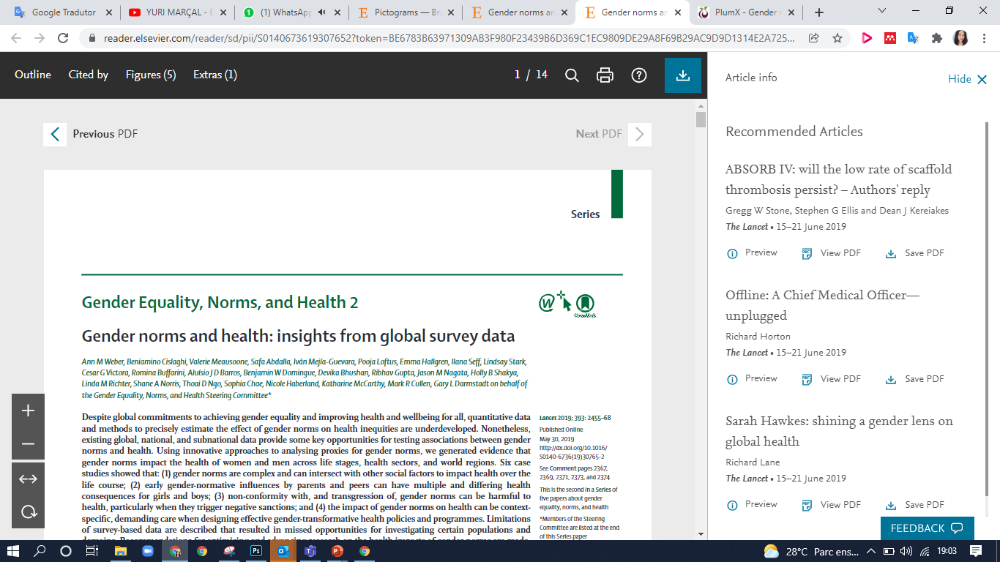 Google Tradutor
YURI MARÇAL - E
(1) WhatsApp
Pictograms — Br
Gender norms an
Gender norms ar
PlumX - Gender
reader.elsevier.com/reader/sd/pii/S0140673619307652?token=BE6783B63971309AB3F980F23439B6D369C1EC9809DE29A8F69B29AC9D9D1314E2A725...
Outline Cited by Figures (5) Extras (1) 1 / 14
Article info Hide
Previous PDF Next PDF
Series
Gender Equality, Norms, and Health 2
CrossMark
Gender norms and health: insights from global survey data
Ann M Weber, Beniamino Cislaghi, Valerie Meausoone, Safa Abdalla, Iván Mejía-Guevara, Pooja Loftus, Emma Hallgren, Ilana Seff, Lindsay Stark,
Cesar G Victora, Romina Buffarini, Aluísio J D Barros, Benjamin W Domingue, Devika Bhushan, Ribhav Gupta, Jason M Nagata, Holly B Shakya,
Linda M Richter, Shane A Norris, Thoai D Ngo, Sophia Chae, Nicole Haberland, Katharine McCarthy, Mark R Cullen, Gary L Darmstadt on behalf of
the Gender Equality, Norms, and Health Steering Committee*
Despite global commitments to achieving gender equality and improving health and wellbeing for all, quantitative data
and methods to precisely estimate the effect of gender norms on health inequities are underdeveloped. Nonetheless,
existing global, national, and subnational data provide some key opportunities for testing associations between gender
norms and health. Using innovative approaches to analysing proxies for gender norms, we generated evidence that
gender norms impact the health of women and men across life stages, health sectors, and world regions. Six case
studies showed that: (1) gender norms are complex and can intersect with other social factors to impact health over the
life course; (2) early gender-normative influences by parents and peers can have multiple and differing health
consequences for girls and boys; (3) non-conformity with, and transgression of, gender norms can be harmful to
health, particularly when they trigger negative sanctions; and (4) the impact of gender norms on health can be context-
specific, demanding care when designing effective gender-transformative health policies and programmes. Limitations
of survey-based data are described that resulted in missed opportunities for investigating certain populations and
domains. Recommendations for optimising and advancing research on the health impacts of gender norms are made.
Lancet 2019; 393: 2455–68
Published Online
May 30, 2019
http://dx.doi.org/10.1016/
S0140-6736(19)30765-2
See Comment pages 2367,
2369, 2371, 2373, and 2374
This is the second in a Series of
five papers about gender
equality, norms, and health
*Members of the Steering
Committee are listed at the end
of this Series paper
Recommended Articles
ABSORB IV: will the low rate of scaffold
thrombosis persist? – Authors' reply
Gregg W Stone, Stephen G Ellis and Dean J Kereiakes
The Lancet • 15–21 June 2019
Preview View PDF Save PDF
Offline: A Chief Medical Officer—
unplugged
Richard Horton
The Lancet • 15–21 June 2019
Preview View PDF Save PDF
Sarah Hawkes: shining a gender lens on
global health
Richard Lane
The Lancet • 15–21 June 2019
Preview View PDF Save PDF
FEEDBACK
28°C Parc ens... 19:03